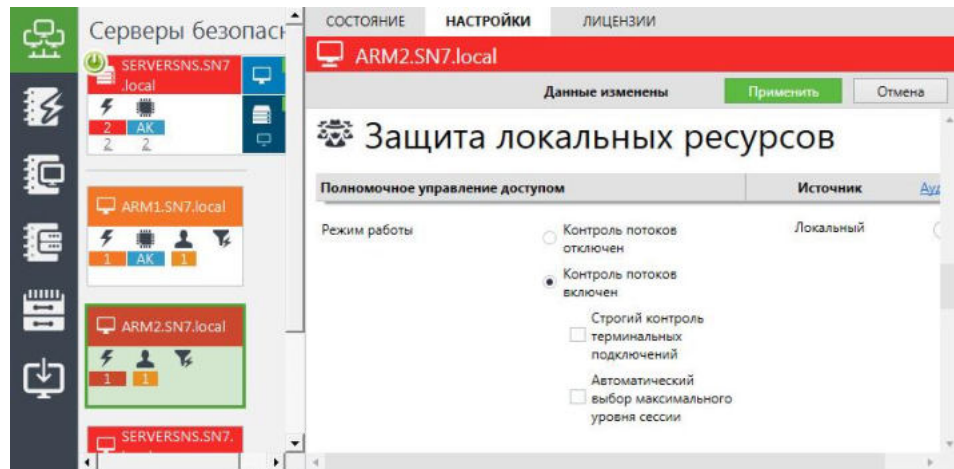 Серверы безопасн
SERVERSNS.SN7
.local
2 AK
2 2
ARM1.SN7.local
1 AK 1
ARM2.SN7.local
1 1
SERVERSNS.SN7.
СОСТОЯНИЕ НАСТРОЙКИ ЛИЦЕНЗИИ
ARM2.SN7.local
Данные изменены Применить Отмена
Защита локальных ресурсов
Полномочное управление доступом Источник Ауд
Режим работы
Контроль потоков
отключен
Локальный
Контроль потоков
включен
Строгий контроль
терминальных
подключений
Автоматический
выбор максимального
уровня сессии